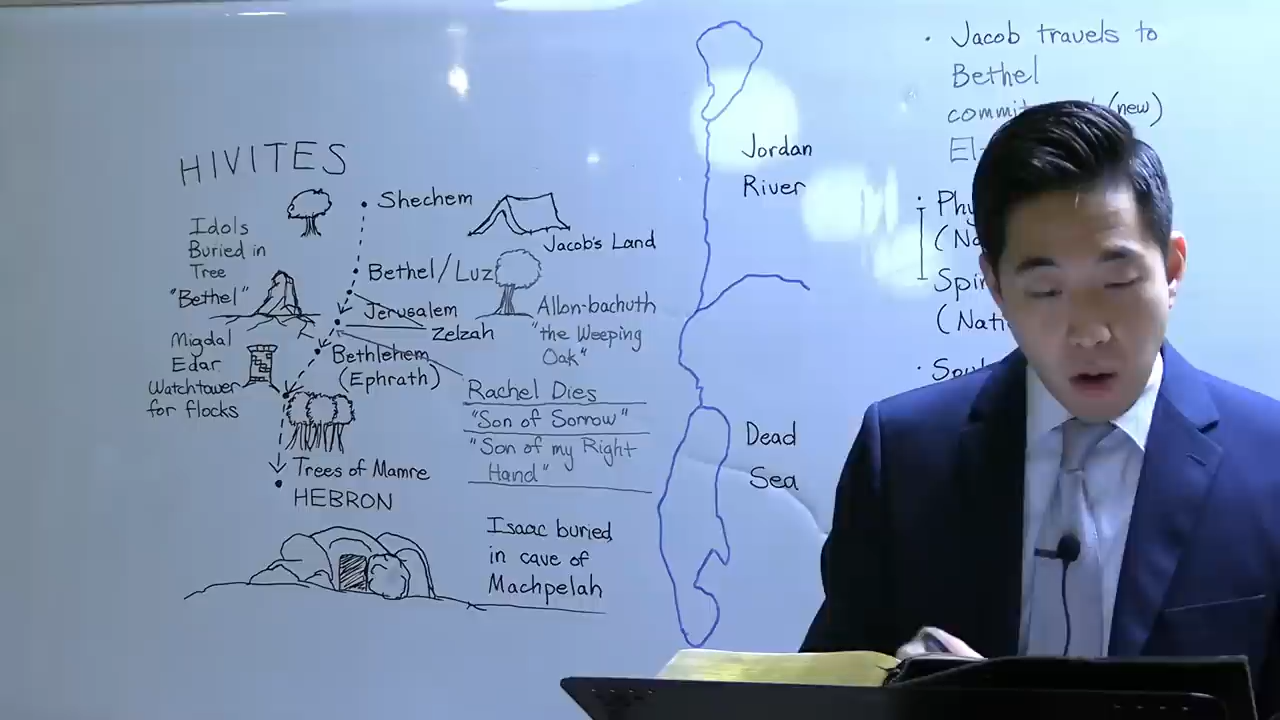 HIVITES
Shechem
Idols
Buried in
Tree
Jacob's Land
Bethel/Luz
"Bethel"
Jerusalem
Zelzah
Allon-bachuth
"the Weeping
Oak"
Migdal
Edar
Watchtower
for flocks
Bethlehem
(Ephrath)
Rachel Dies
"Son of Sorrow"
"Son of my Right
Hand"
Trees of Mamre
HEBRON
Isaac buried
in cave of
Machpelah
Jordan
River
Dead
Sea
• Jacob travels to
Bethel
(new)